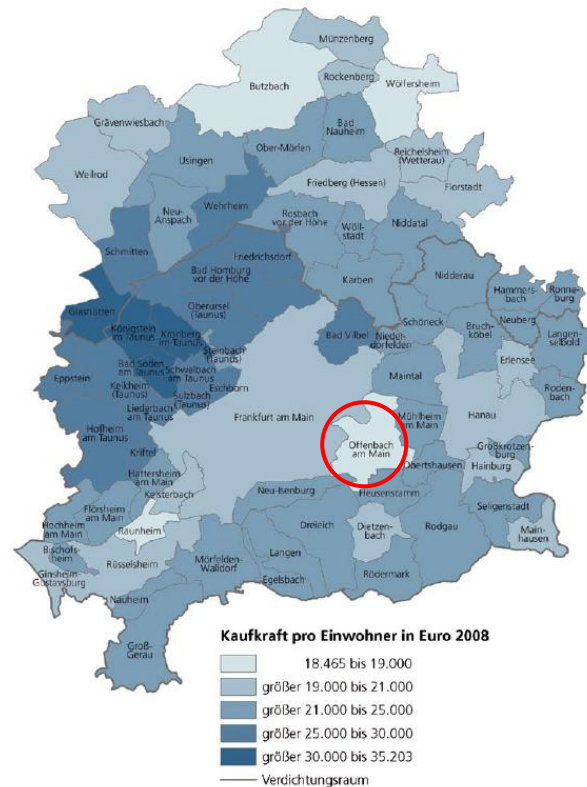 Münzenberg
Butzbach
Rockenberg
Wölfersheim
Grävenwiesbach
Bad
Nauheim
Ober-Mörlen
Usingen
Reichelsheim
(Wetterau)
Weilrod
Friedberg (Hessen)
Florstadt
Wehrheim
Neu-
Anspach
Rosbach
vor der Höhe
Wöll-
stadt
Niddatal
Schmitten
Friedrichsdorf
Bad Homburg
vor der Höhe
Karben
Nidderau
Hammers-
bach
Ronne-
burg
Glashütten
Oberursel
(Taunus)
Königstein
im Taunus
Kronberg
im Taunus
Bad Vilbel
Nieder-
dorfelden
Schöneck
Bruch-
köbel
Neuberg
Langen-
selbold
Steinbach
(Taunus)
Bad Soden
am Taunus
Schwalbach
am Taunus
Erlensee
Eppstein
Kelkheim
(Taunus)
Sulzbach
(Taunus)
Eschborn
Maintal
Roden-
bach
Liederbach
am Taunus
Frankfurt am Main
Mühlheim
am Main
Hanau
Hofheim
am Taunus
Offenbach
am Main
Großkrotzen-
burg
Kriftel
Obertshausen
Hainburg
Hattersheim
am Main
Kelsterbach
Neu-Isenburg
Heusenstamm
Seligenstadt
Flörsheim
am Main
Hochheim
am Main
Raunheim
Dreieich
Dietzen-
bach
Rodgau
Main-
hausen
Bischofs-
heim
Rüsselsheim
Mörfelden-
Walldorf
Langen
Ginsheim
Gustavsburg
Egelsbach
Rödermark
Nauheim
Groß-
Gerau
Kaufkraft pro Einwohner in Euro 2008
18.465 bis 19.000
größer 19.000 bis 21.000
größer 21.000 bis 25.000
größer 25.000 bis 30.000
größer 30.000 bis 35.203
Verdichtungsraum